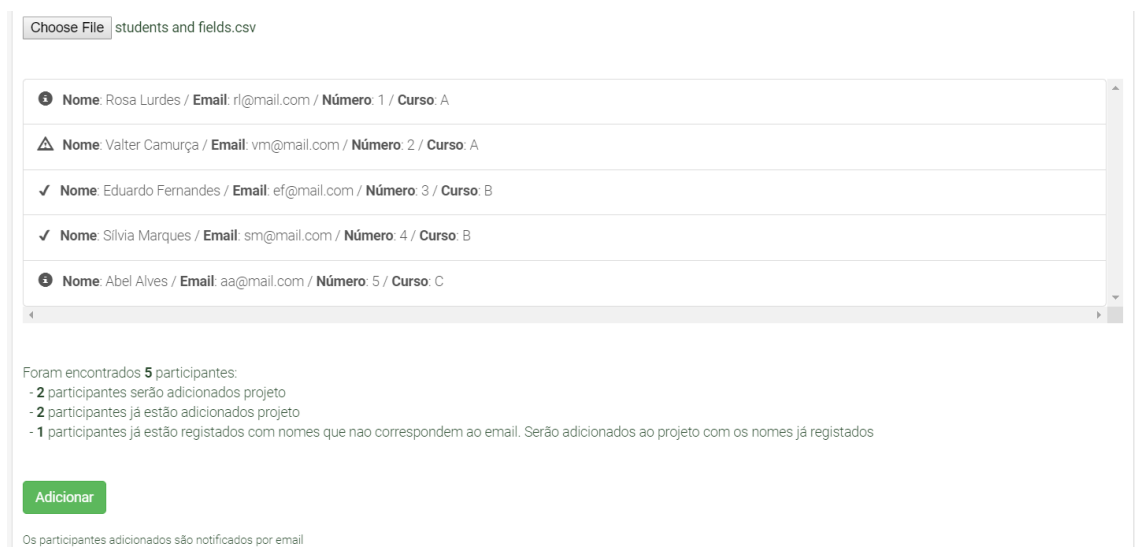 Choose File students and fields.csv
Nome: Rosa Lurdes / Email: rl@mail.com / Número: 1 / Curso: A
Nome: Valter Camurça / Email: vm@mail.com / Número: 2 / Curso: A
Nome: Eduardo Fernandes / Email: ef@mail.com / Número: 3 / Curso: B
Nome: Sílvia Marques / Email: sm@mail.com / Número: 4 / Curso: B
Nome: Abel Alves / Email: aa@mail.com / Número: 5 / Curso: C
Foram encontrados 5 participantes:
- 2 participantes serão adicionados projeto
- 2 participantes já estão adicionados projeto
- 1 participantes já estão registados com nomes que nao correspondem ao email. Serão adicionados ao projeto com os nomes já registados
Adicionar
Os participantes adicionados são notificados por email